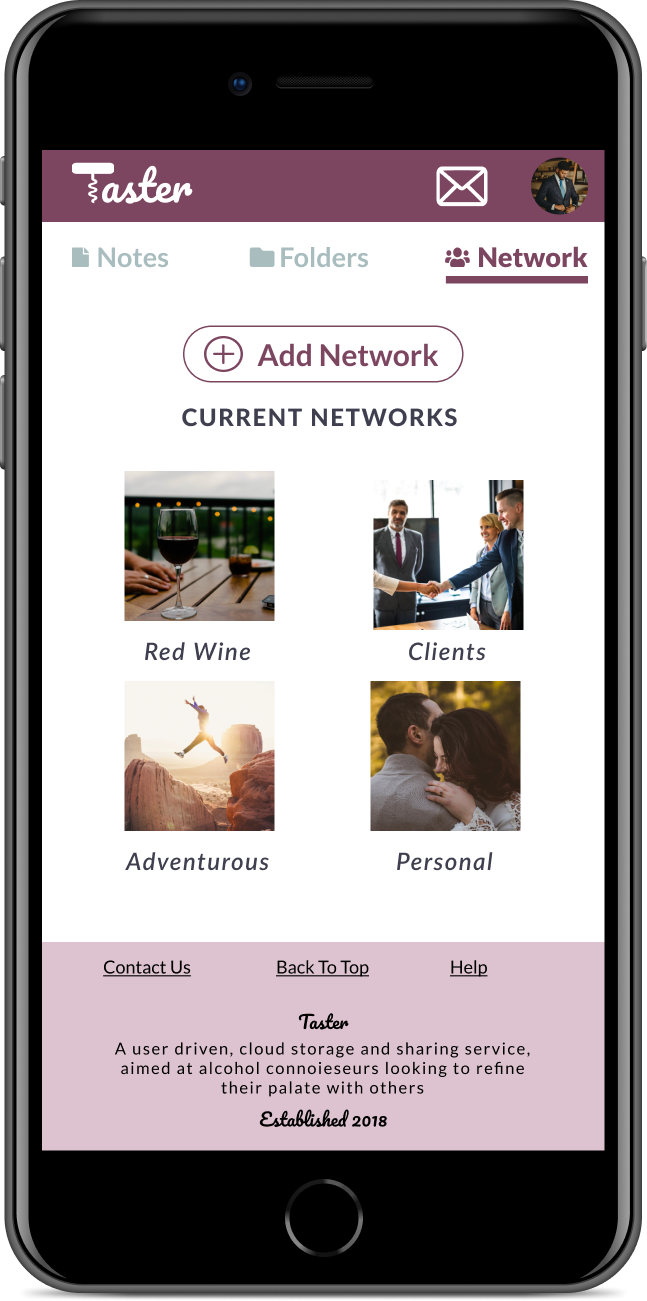 Taster
Notes Folders Network
Add Network
CURRENT NETWORKS
Red Wine Clients
Adventurous Personal
Contact Us Back To Top Help
Taster
A user driven, cloud storage and sharing service,
aimed at alcohol connoieseurs looking to refine
their palate with others
Established 2018